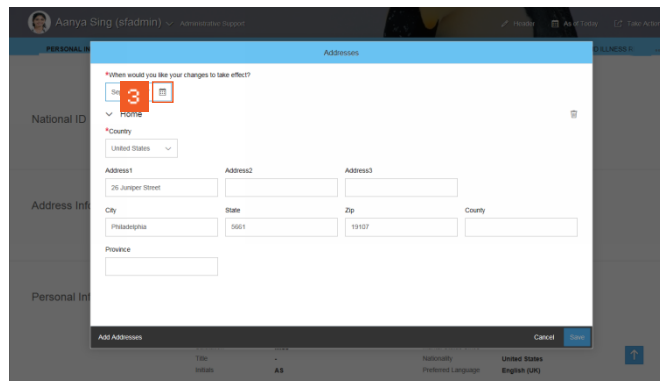 Aanya Sing (sfadmin) Administrative Support Header As of Today Take Action
PERSONAL IN
Addresses
D ILLNESS
*When would you like your changes to take effect?
Se
3
National ID
Home
*Country
United States
Address1 Address2 Address3
26 Juniper Street
Address Info
City State Zip County
Philadelphia 5661 19107
Province
Personal Inf
Add Addresses Cancel Save
Title - Nationality United States
Initials AS Preferred Language English (UK)